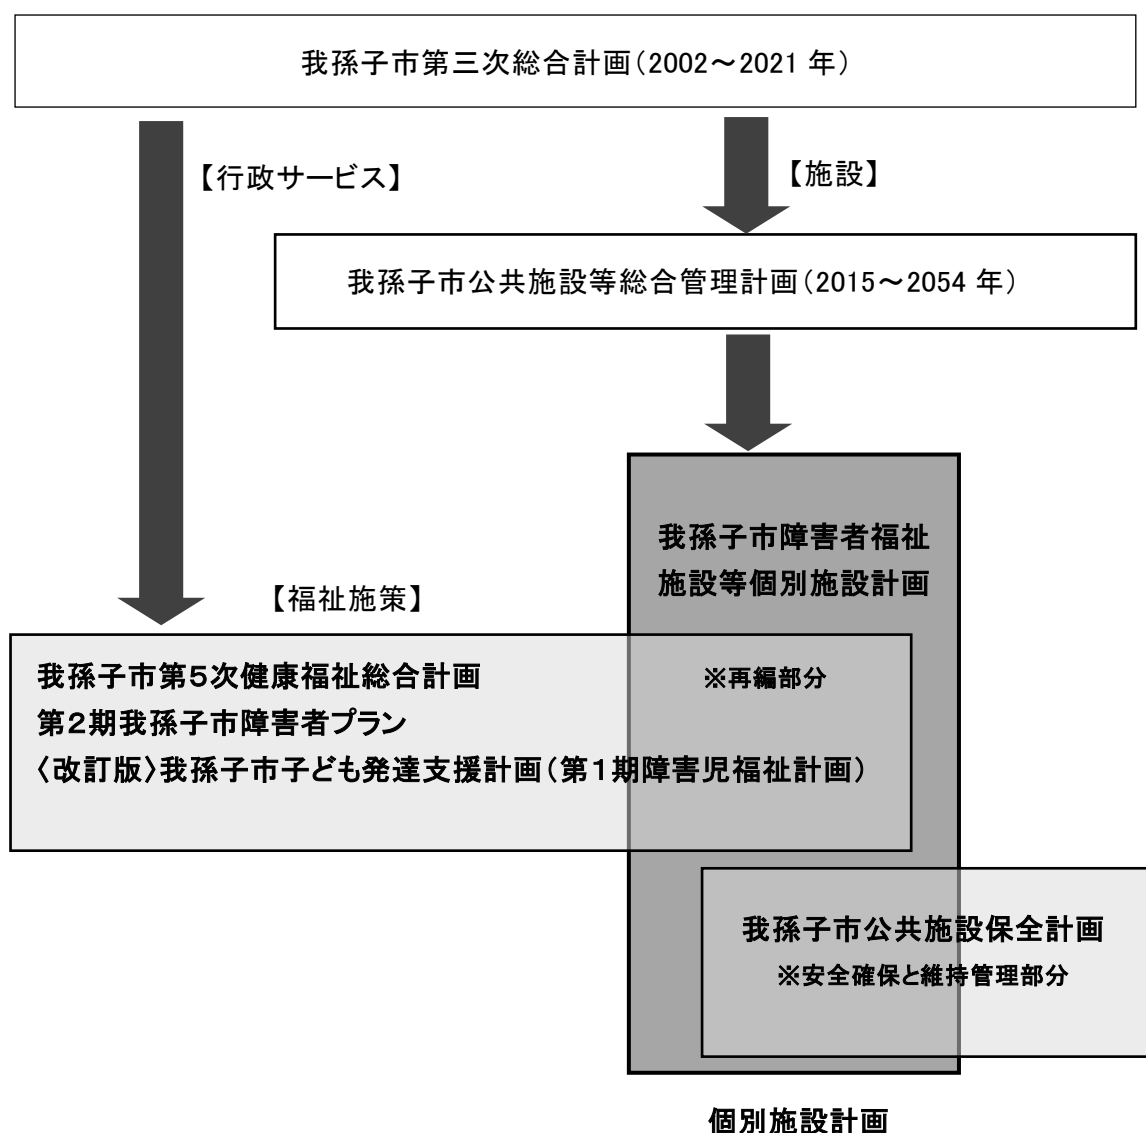 我孫子市第三次総合計画（2002～2021 年）
【行政サービス】
【施設】
我孫子市公共施設等総合管理計画（2015～2054 年）
我孫子市障害者福祉
施設等個別施設計画
【福祉施策】
我孫子市第５次健康福祉総合計画
※再編部分
第２期我孫子市障害者プラン
〈改訂版〉我孫子市子ども発達支援計画（第１期障害児福祉計画）
我孫子市公共施設保全計画
※安全確保と維持管理部分
個別施設計画